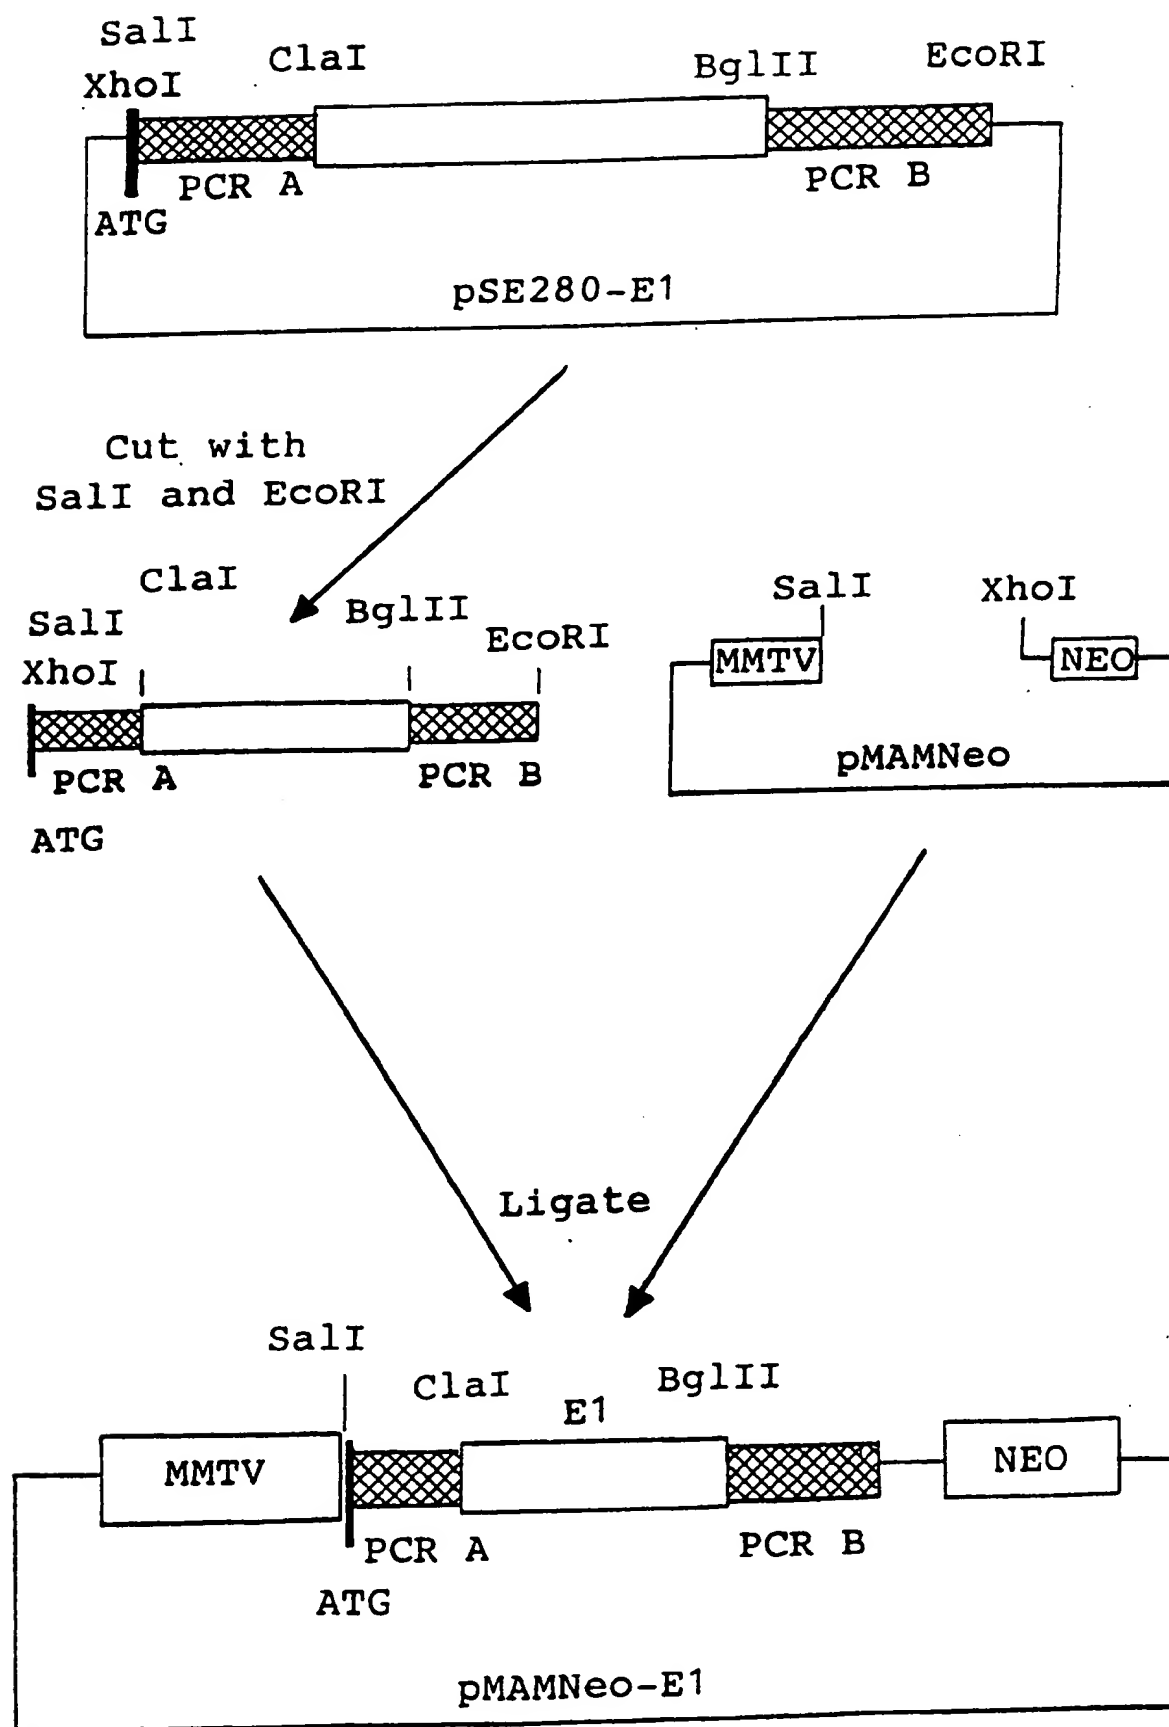 SalI
XhoI
ClaI
BglII
EcoRI
PCR A
PCR B
ATG
pSE280-E1
Cut with
SalI and EcoRI
ClaI
SalI
XhoI
BglII
EcoRI
PCR A
PCR B
ATG
SalI
XhoI
MMTV
NEO
pMAMNeo
Ligate
SalI
ClaI
E1
BglII
MMTV
NEO
PCR A
PCR B
ATG
pMAMNeo-E1